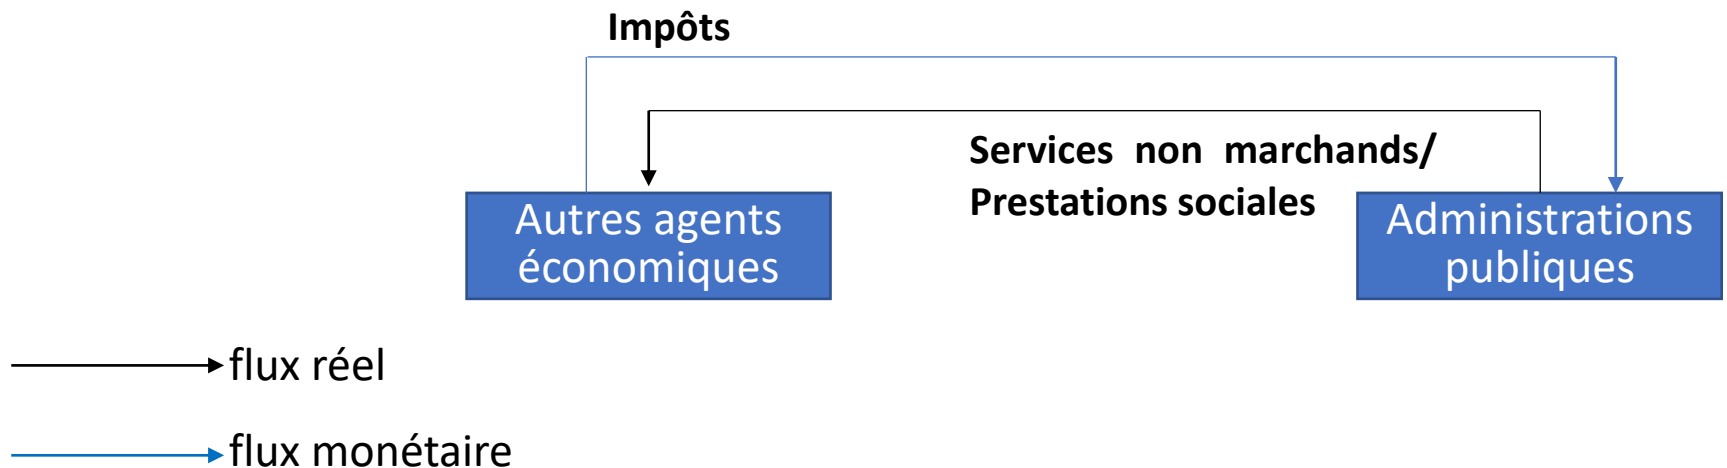 Impôts
Services non marchands/
Prestations sociales
Autres agents
économiques
Administrations
publiques
flux réel
flux monétaire